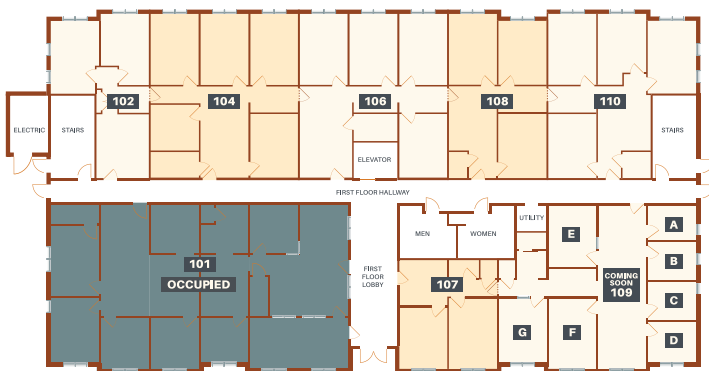 102
104
106
108
110
ELECTRIC
STAIRS
STAIRS
ELEVATOR
FIRST FLOOR HALLWAY
101
OCCUPIED
FIRST
FLOOR
LOBBY
MEN
WOMEN
UTILITY
107
E
A
B
C
D
COMING
SOON
109
G
F